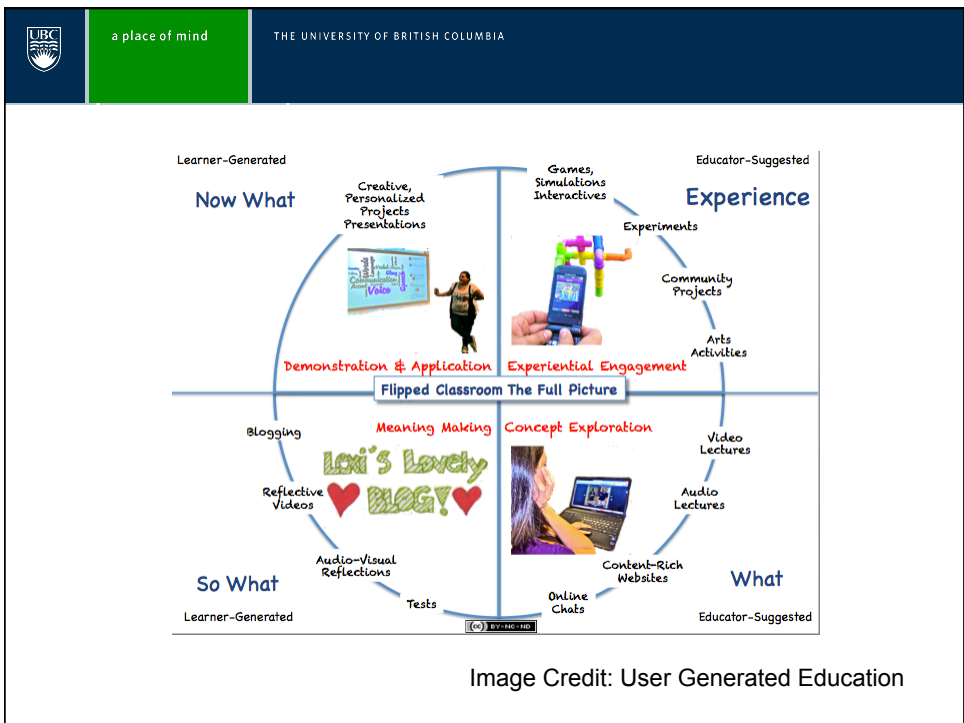 UBC
a place of mind
THE UNIVERSITY OF BRITISH COLUMBIA
Learner-Generated
Now What
Creative,
Personalized
Projects
Presentations
Games,
Simulations
Interactives
Educator-Suggested
Experience
Experiments
Community
Projects
Arts
Activities
Communication
Voice
Demonstration & Application
Experiential Engagement
Flipped Classroom The Full Picture
Meaning Making
Concept Exploration
Blogging
Lexi's Lovely
BLOG!
Reflective
Videos
Audio-Visual
Reflections
Tests
So What
Learner-Generated
Video
Lectures
Audio
Lectures
Content-Rich
Websites
Online
Chats
What
Educator-Suggested
(cc) BY-NC-ND
Image Credit: User Generated Education